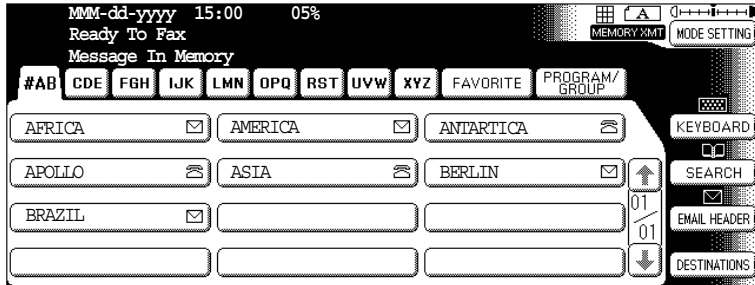 MMM-dd-yyyy 15:00 05%
A
Ready To Fax
MEMORY XMT
MODE SETTING
Message In Memory
#AB CDE FGH IJK LMN OPQ RST UVW XYZ FAVORITE PROGRAM/
GROUP
AFRICA AMERICA ANTARTICA
KEYBOARD
APOLLO ASIA BERLIN
SEARCH
BRAZIL
01
01
EMAIL HEADER
DESTINATIONS